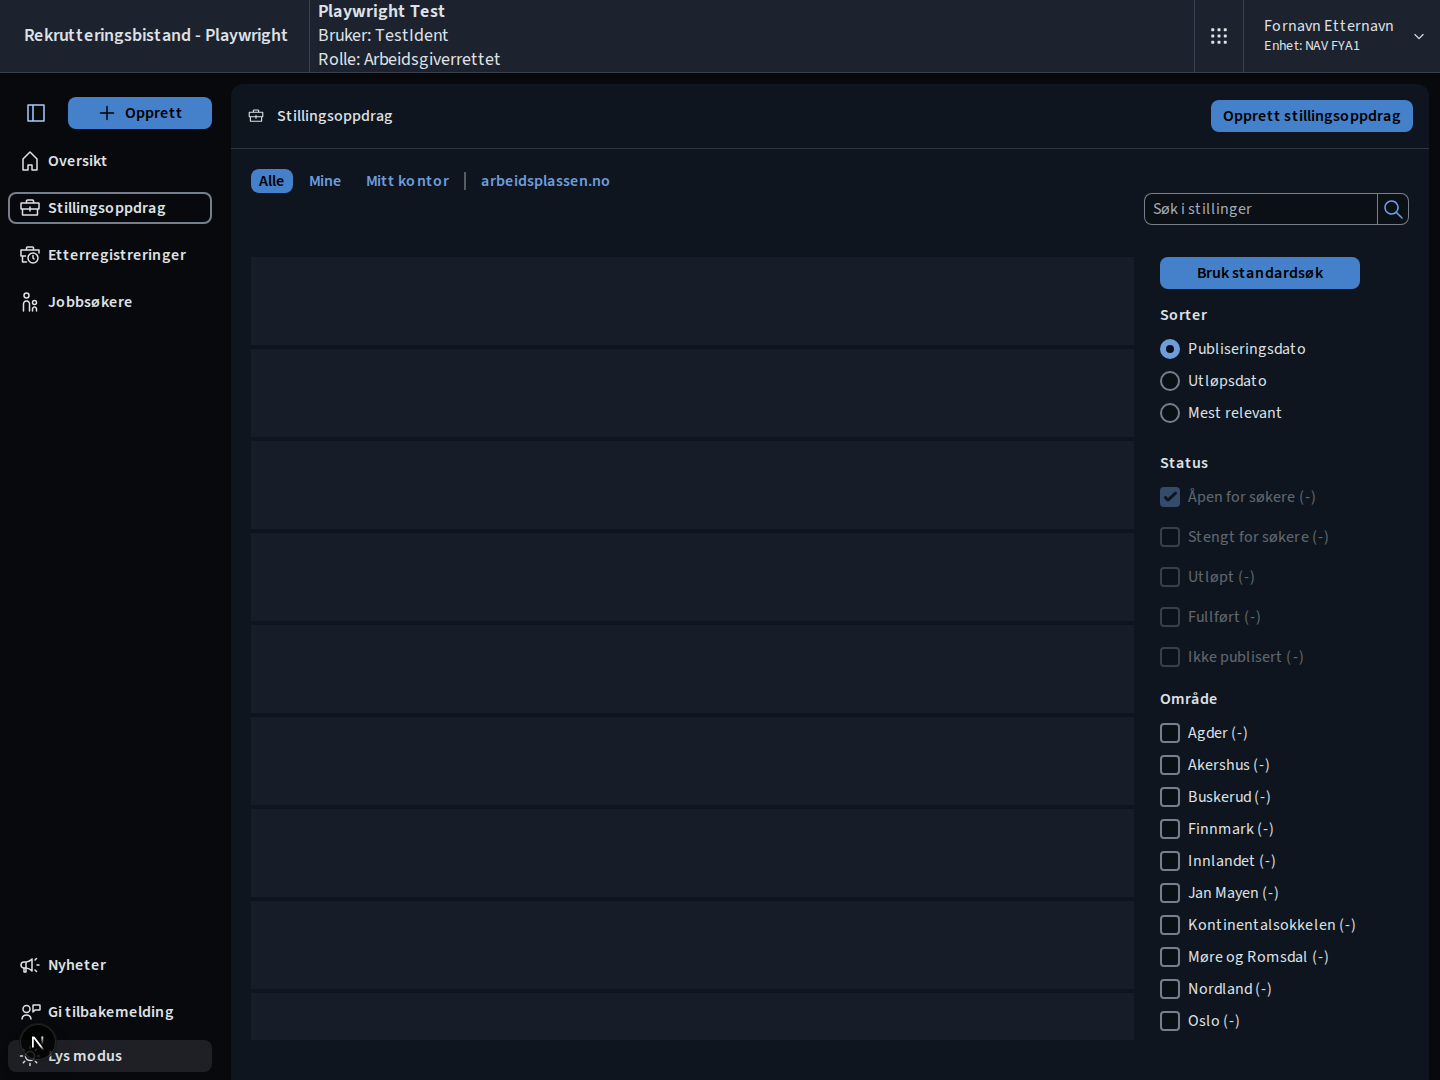 Rekrutteringsbistand - Playwright
Playwright Test
Bruker: TestIdent
Rolle: Arbeidsgiverrettet
Fornavn Etternavn
Enhet: NAV FYA1
Opprett
Oversikt
Stillingsoppdrag
Etterregistreringer
Jobbsøkere
Nyheter
Gi tilbakemelding
N
Lys modus
Stillingsoppdrag
Opprett stillingsoppdrag
Alle
Mine
Mitt kontor
arbeidsplassen.no
Søk i stillinger
Bruk standardsøk
Sorter
Publiseringsdato
Utløpsdato
Mest relevant
Status
Åpen for søkere (-)
Stengt for søkere (-)
Utløpt (-)
Fullført (-)
Ikke publisert (-)
Område
Agder (-)
Akershus (-)
Buskerud (-)
Finnmark (-)
Innlandet (-)
Jan Mayen (-)
Kontinentalsokkelen (-)
Møre og Romsdal (-)
Nordland (-)
Oslo (-)